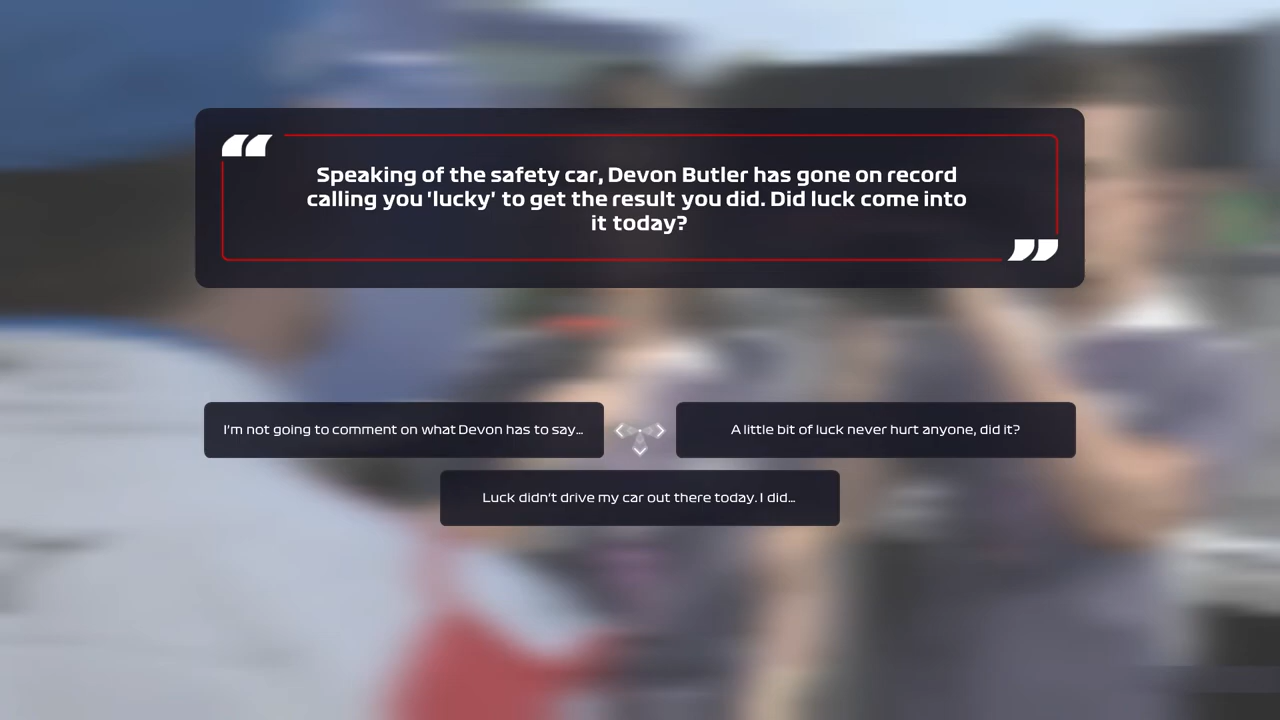 Speaking of the safety car, Devon Butler has gone on record
calling you 'lucky' to get the result you did. Did luck come into
it today?
I'm not going to comment on what Devon has to say...
A little bit of luck never hurt anyone, did it?
Luck didn't drive my car out there today. I did...